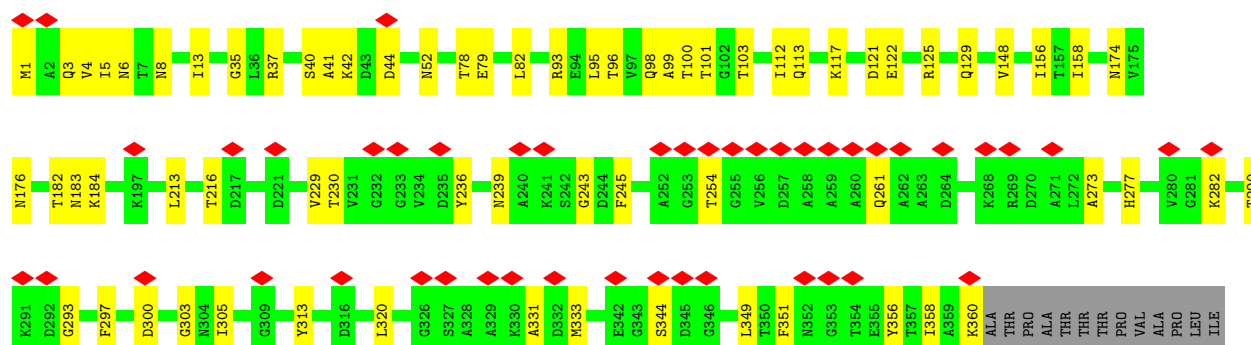 M1 A2 Q3 V4 I5 N6 T7 N8 I13 G35 L36 R37 S40 A41 K42 D43 D44 N52 T78 E79 L82 R93 E94 L95 T96 V97 Q98 A99 T100 T101 G102 T103 I112 Q113 K117 D121 E122 R125 Q129 V148 I156 T157 I158 N174 V175
N176 T182 N183 K184 K197 L213 T216 D217 D221 V229 T230 V231 G232 G233 V234 D235 Y236 N239 A240 K241 S242 G243 D244 F245 A252 G253 T254 G255 V256 D257 A258 A259 A260 Q261 A262 A263 D264 K268 R269 D270 A271 L272 A273 H277 V280 G281 K282
K291 D292 G293 F297 D300 G303 N304 I305 G309 Y313 D316 L320 G326 S327 A328 A329 K330 A331 D332 M333 E342 G343 S344 D345 G346 L349 T350 F351 N352 G353 T354 E355 Y356 T357 I358 A359 K360 ALA THR PRO ALA THR THR THR PRO VAL ALA PRO LEU ILE